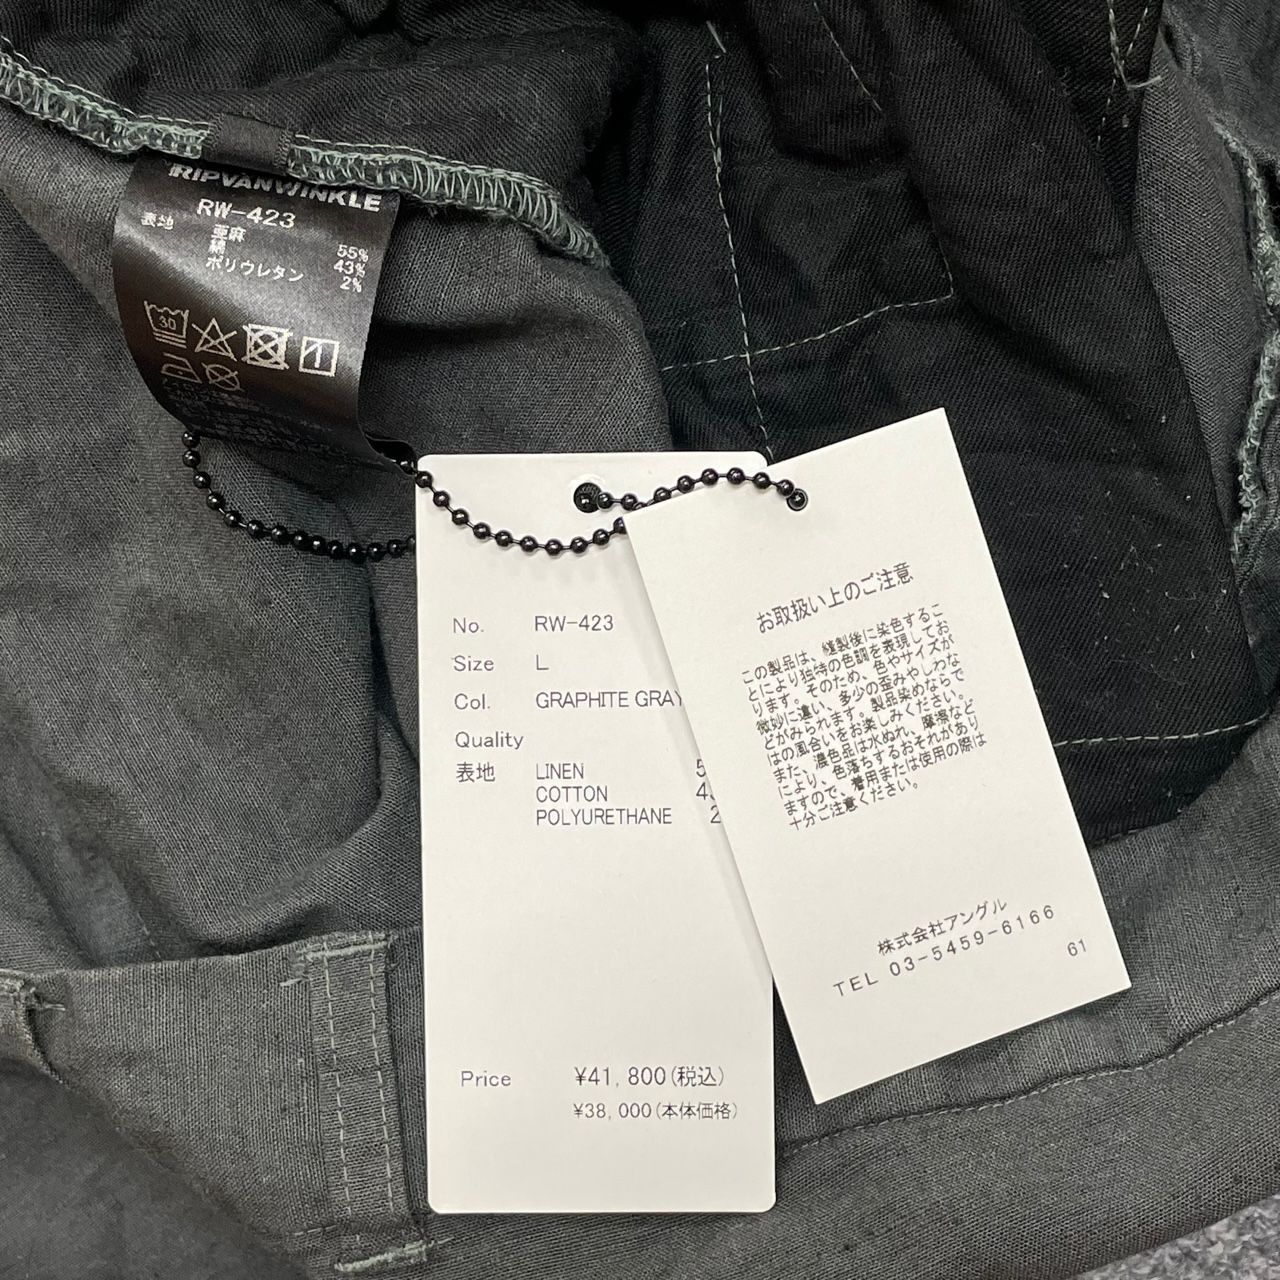 RIPVANWINKLE
RW-423
表地 亜麻 55%
綿 43%
ポリウレタン 2%
30
No. RW-423
Size L
Col. GRAPHITE GRAY
Quality
表地 LINEN 5
COTTON 43
POLYURETHANE 2
Price ¥41,800(税込)
¥38,000(本体価格)
お取扱い上のご注意
この製品は、縫製後に染色するこ
とにより独特の色調を表現してお
ります。そのため、色やサイズが
微妙に違い、多少の歪みやしわな
どがみられます。製品染めならで
はの風合いをお楽しみください。
また、濃色品は水ぬれ、摩擦など
により、色落ちするおそれがあり
ますので、着用または使用の際は
十分ご注意ください。
株式会社アングル
TEL 03-5459-6166
61